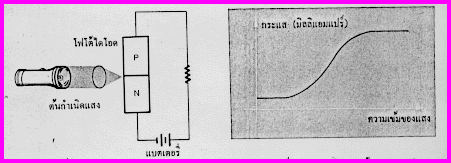 โฟโต้ไดโอด
P
N
ต้นกำเนิดแสง
แบตเตอรี่
กระแส (มิลลิแอมแปร์)
ความเข้มของแสง